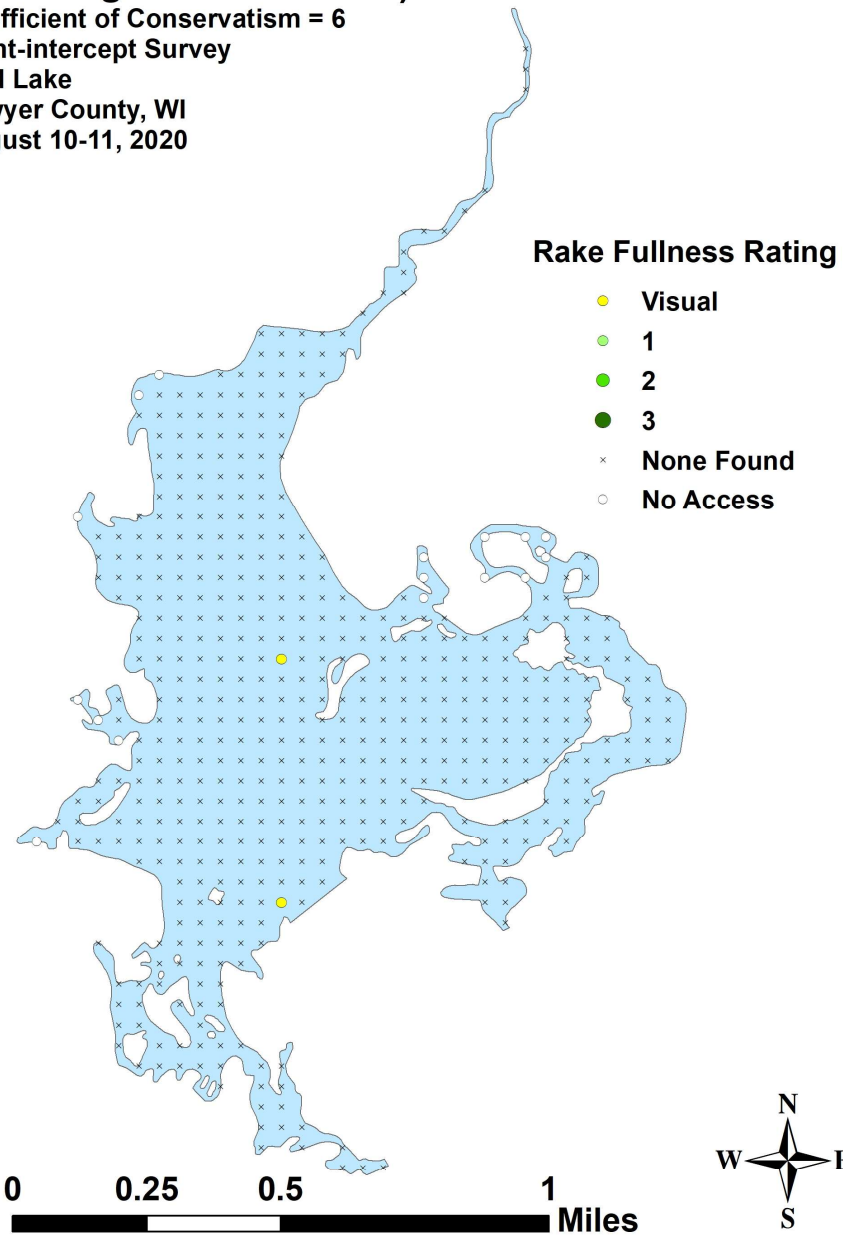 fficient of Conservatism = 6
nt-intercept Survey
l Lake
yer County, WI
gust 10-11, 2020
Rake Fullness Rating
Visual
1
2
3
None Found
No Access
N
W
S
0 0.25 0.5 1
Miles